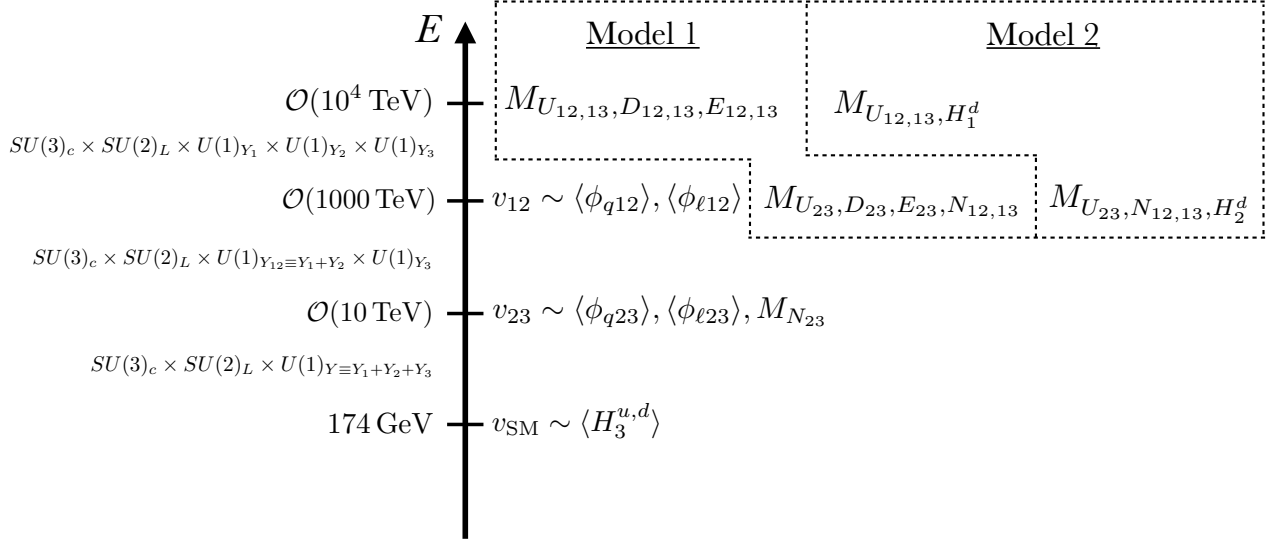 E Model 1 Model 2
𝒪(10⁴ TeV) M_{U_{12,13},D_{12,13},E_{12,13}} M_{U_{12,13},H_1^d}
SU(3)_c × SU(2)_L × U(1)_{Y_1} × U(1)_{Y_2} × U(1)_{Y_3}
𝒪(1000 TeV) v_{12} ∼ ⟨ϕ_{q12}⟩, ⟨ϕ_{ℓ12}⟩ M_{U_{23},D_{23},E_{23},N_{12,13}} M_{U_{23},N_{12,13},H_2^d}
SU(3)_c × SU(2)_L × U(1)_{Y_{12}≡Y_1+Y_2} × U(1)_{Y_3}
𝒪(10 TeV) v_{23} ∼ ⟨ϕ_{q23}⟩, ⟨ϕ_{ℓ23}⟩, M_{N_{23}}
SU(3)_c × SU(2)_L × U(1)_{Y≡Y_1+Y_2+Y_3}
174 GeV v_{SM} ∼ ⟨H_3^{u,d}⟩